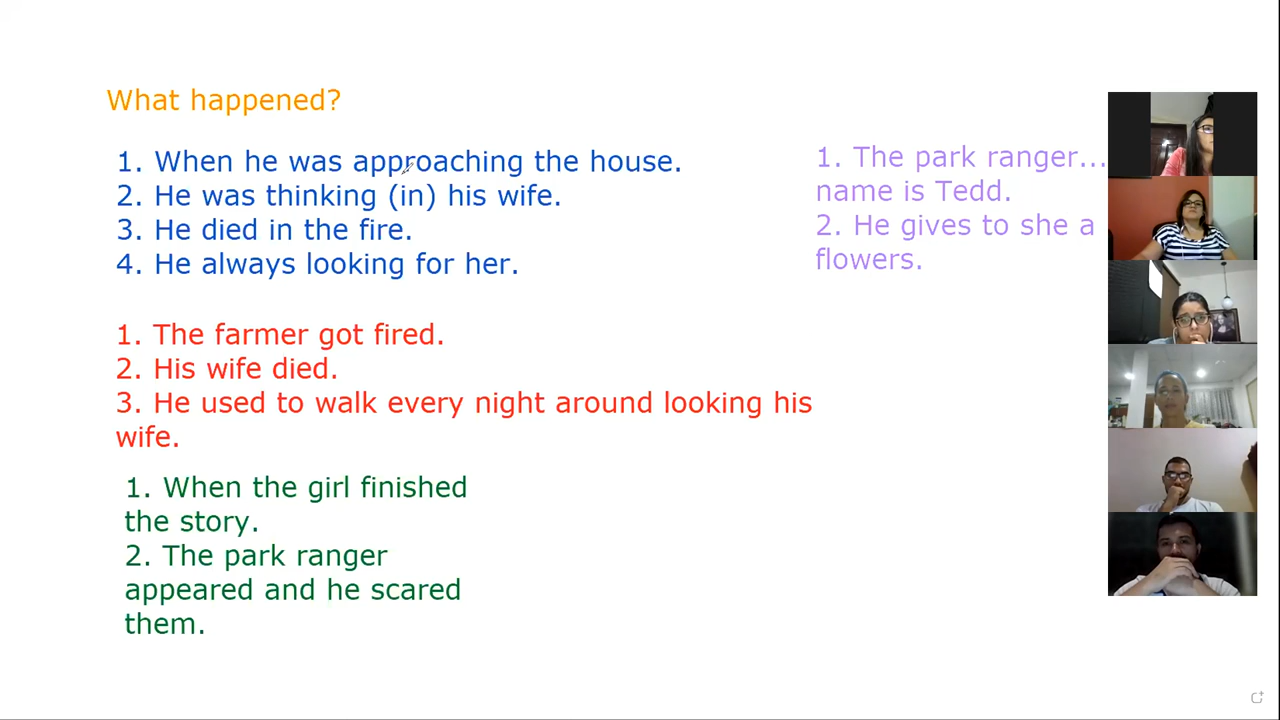 What happened?
1. When he was approaching the house.
2. He was thinking (in) his wife.
3. He died in the fire.
4. He always looking for her.
1. The farmer got fired.
2. His wife died.
3. He used to walk every night around looking his
wife.
1. When the girl finished
the story.
2. The park ranger
appeared and he scared
them.
1. The park ranger...
name is Tedd.
2. He gives to she a
flowers.